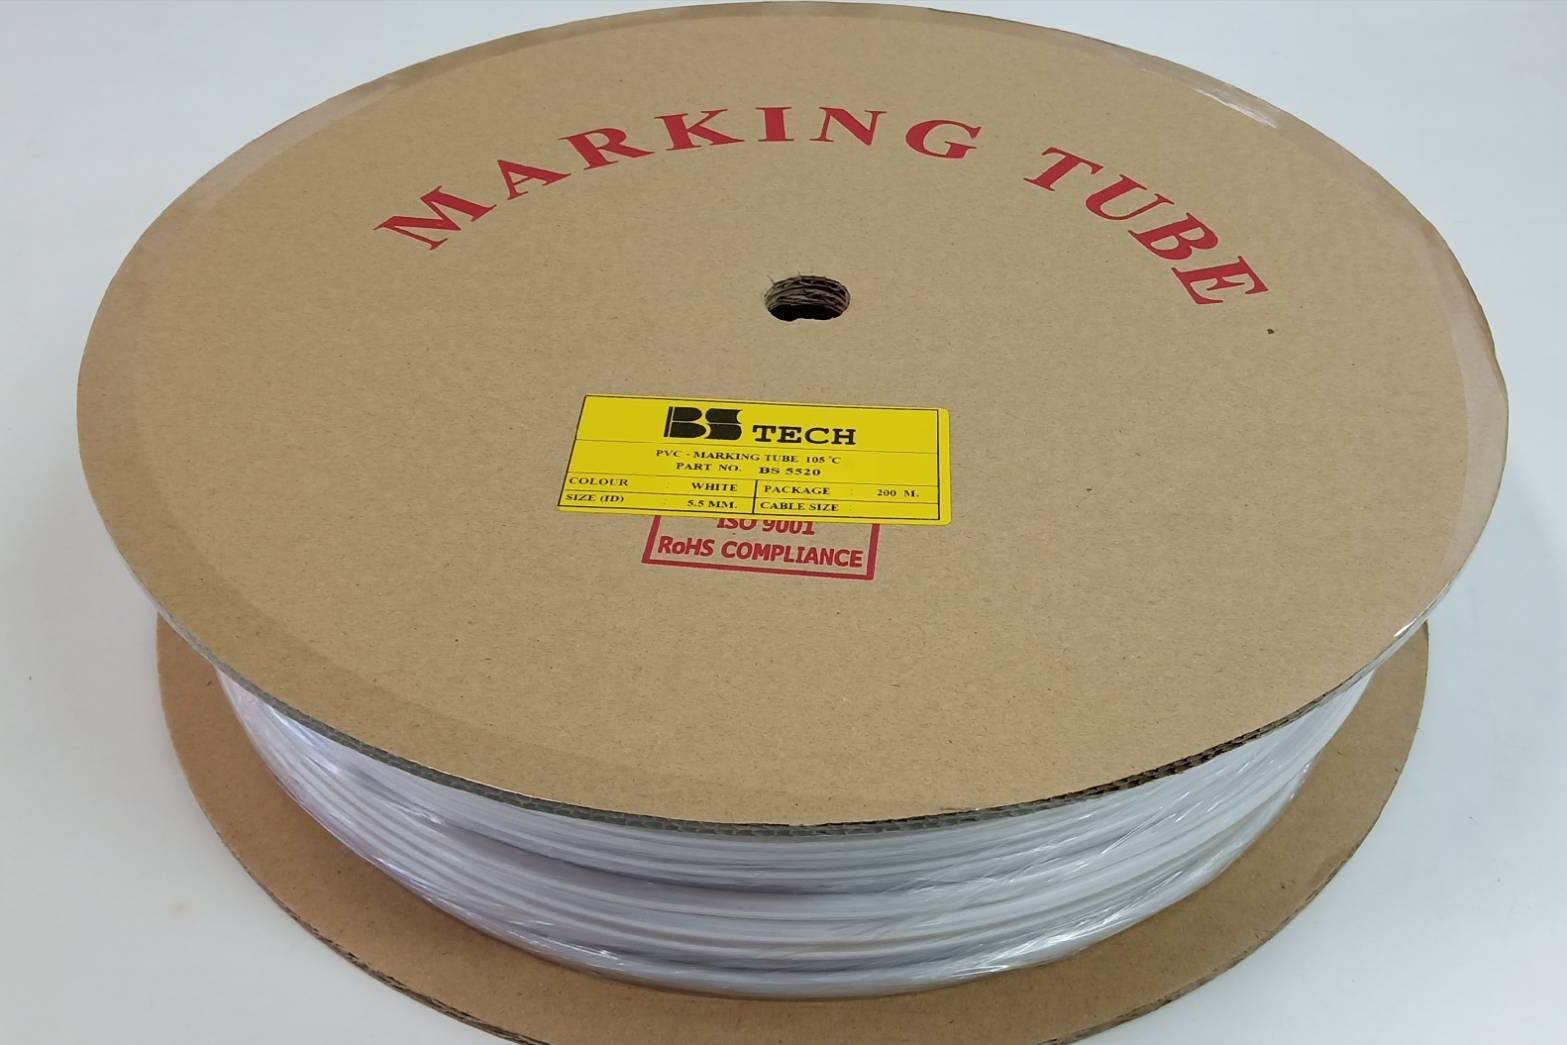 MARKING TUBE
BS TECH
PVC - MARKING TUBE 105°C
PART NO. BS 5520
COLOUR : WHITE PACKAGE : 200 M.
SIZE (ID) : 5.5 MM. CABLE SIZE :
ISO 9001
RoHS COMPLIANCE